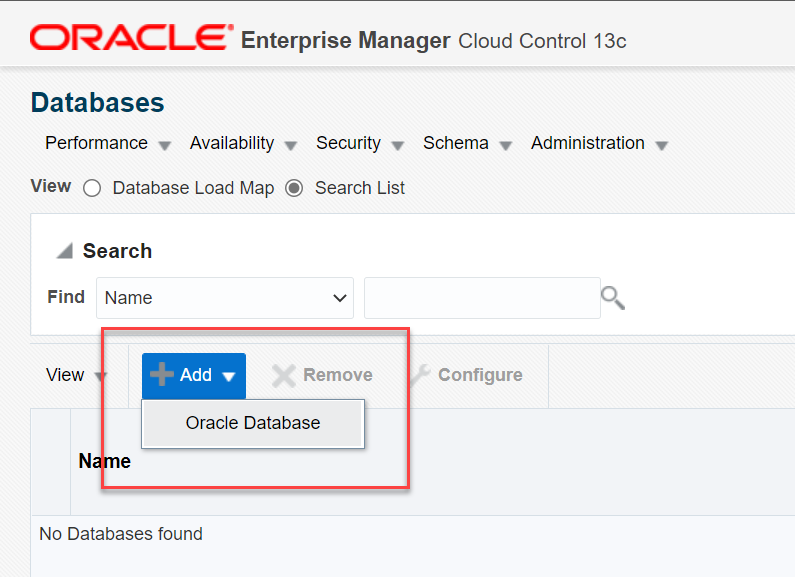 ORACLE® Enterprise Manager Cloud Control 13c
Databases
Performance Availability Security Schema Administration
View Database Load Map Search List
Search
Find Name
View Add Remove Configure
Oracle Database
Name
No Databases found